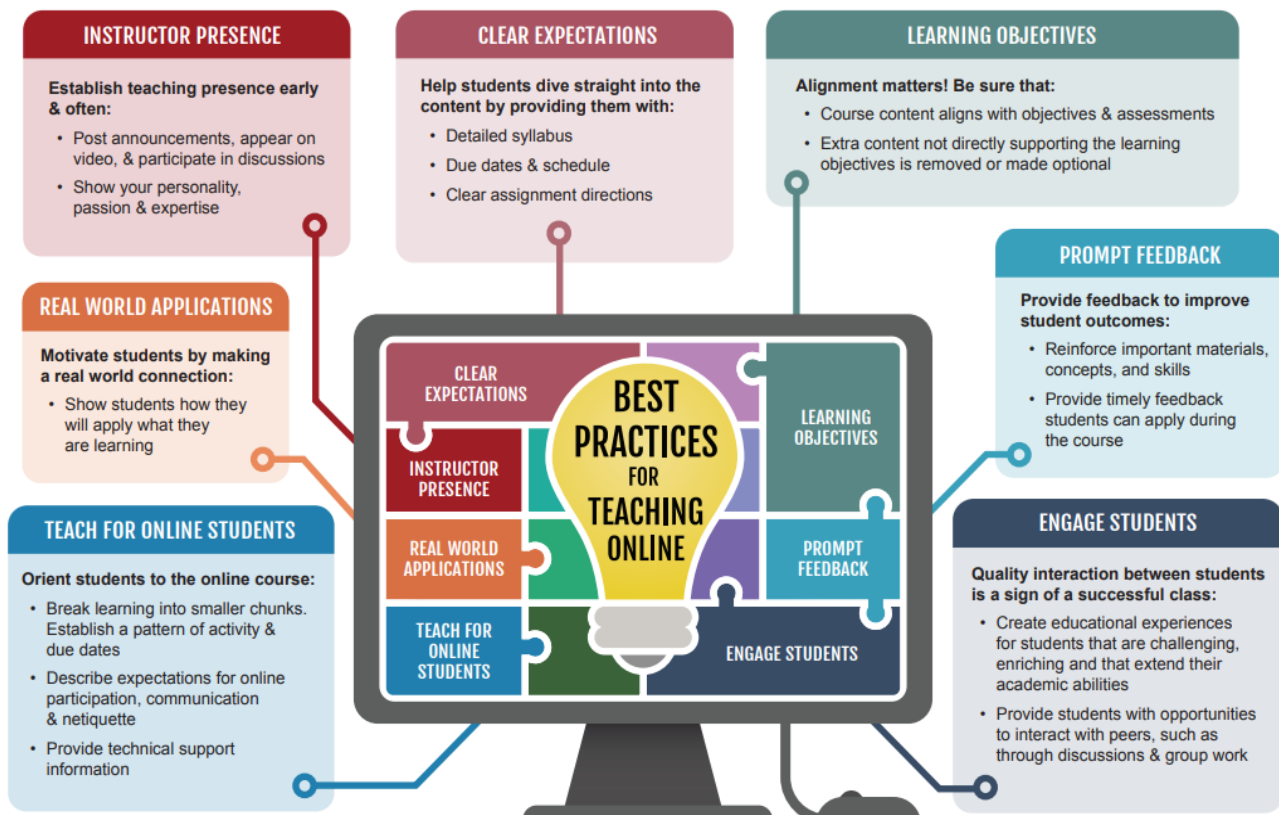 INSTRUCTOR PRESENCE
Establish teaching presence early
& often:
• Post announcements, appear on
video, & participate in discussions
• Show your personality,
passion & expertise
CLEAR EXPECTATIONS
Help students dive straight into the
content by providing them with:
• Detailed syllabus
• Due dates & schedule
• Clear assignment directions
LEARNING OBJECTIVES
Alignment matters! Be sure that:
• Course content aligns with objectives & assessments
• Extra content not directly supporting the learning
objectives is removed or made optional
REAL WORLD APPLICATIONS
Motivate students by making
a real world connection:
• Show students how they
will apply what they
are learning
PROMPT FEEDBACK
Provide feedback to improve
student outcomes:
• Reinforce important materials,
concepts, and skills
• Provide timely feedback
students can apply during
the course
TEACH FOR ONLINE STUDENTS
Orient students to the online course:
• Break learning into smaller chunks.
Establish a pattern of activity &
due dates
• Describe expectations for online
participation, communication
& netiquette
• Provide technical support
information
ENGAGE STUDENTS
Quality interaction between students
is a sign of a successful class:
• Create educational experiences
for students that are challenging,
enriching and that extend their
academic abilities
• Provide students with opportunities
to interact with peers, such as
through discussions & group work
CLEAR
EXPECTATIONS
INSTRUCTOR
PRESENCE
REAL WORLD
APPLICATIONS
TEACH FOR
ONLINE
STUDENTS
BEST
PRACTICES
FOR
TEACHING
ONLINE
LEARNING
OBJECTIVES
PROMPT
FEEDBACK
ENGAGE STUDENTS